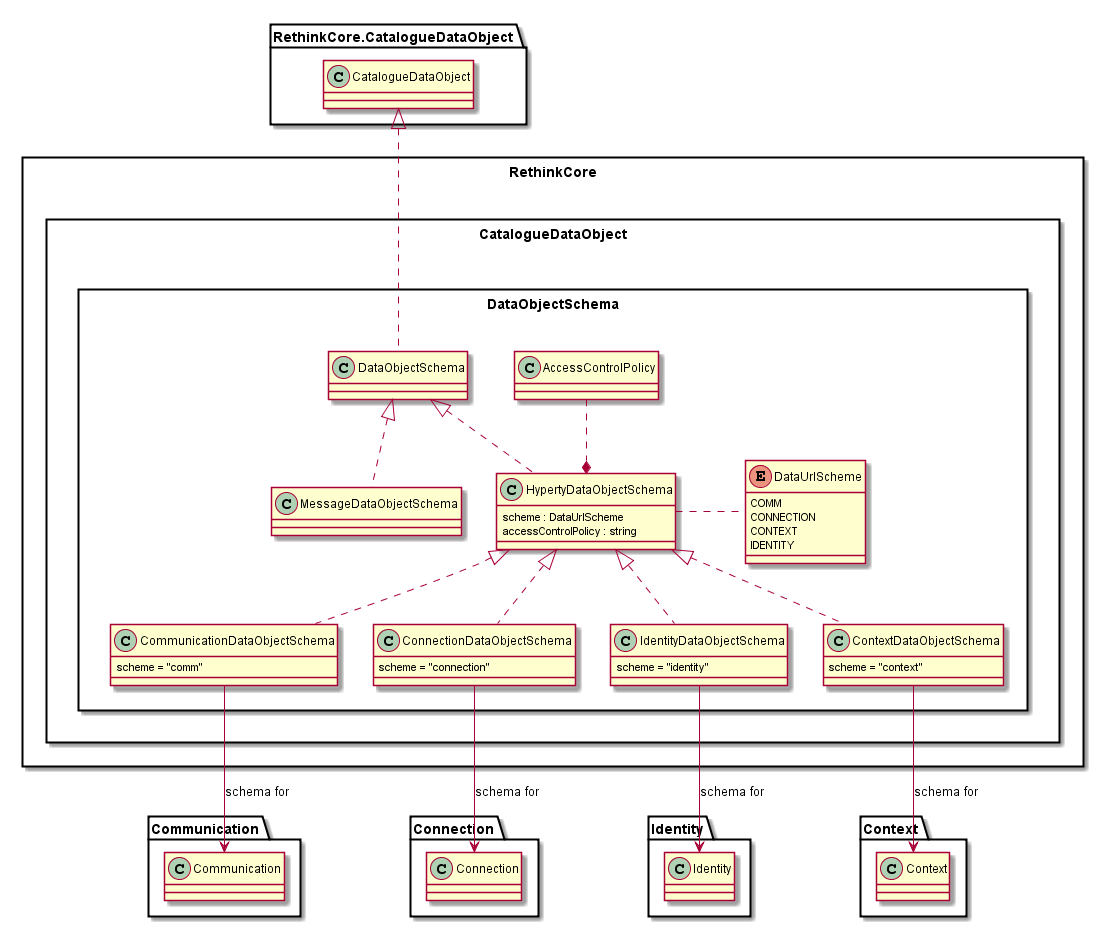 RethinkCore.CatalogueDataObject
C CatalogueDataObject
RethinkCore
CatalogueDataObject
DataObjectSchema
C DataObjectSchema
C AccessControlPolicy
C MessageDataObjectSchema
C HypertyDataObjectSchema
scheme : DataUrlScheme
accessControlPolicy : string
E DataUrlScheme
COMM
CONNECTION
CONTEXT
IDENTITY
C CommunicationDataObjectSchema
scheme = "comm"
C ConnectionDataObjectSchema
scheme = "connection"
C IdentityDataObjectSchema
scheme = "identity"
C ContextDataObjectSchema
scheme = "context"
schema for
schema for
schema for
schema for
Communication
C Communication
Connection
C Connection
Identity
C Identity
Context
C Context